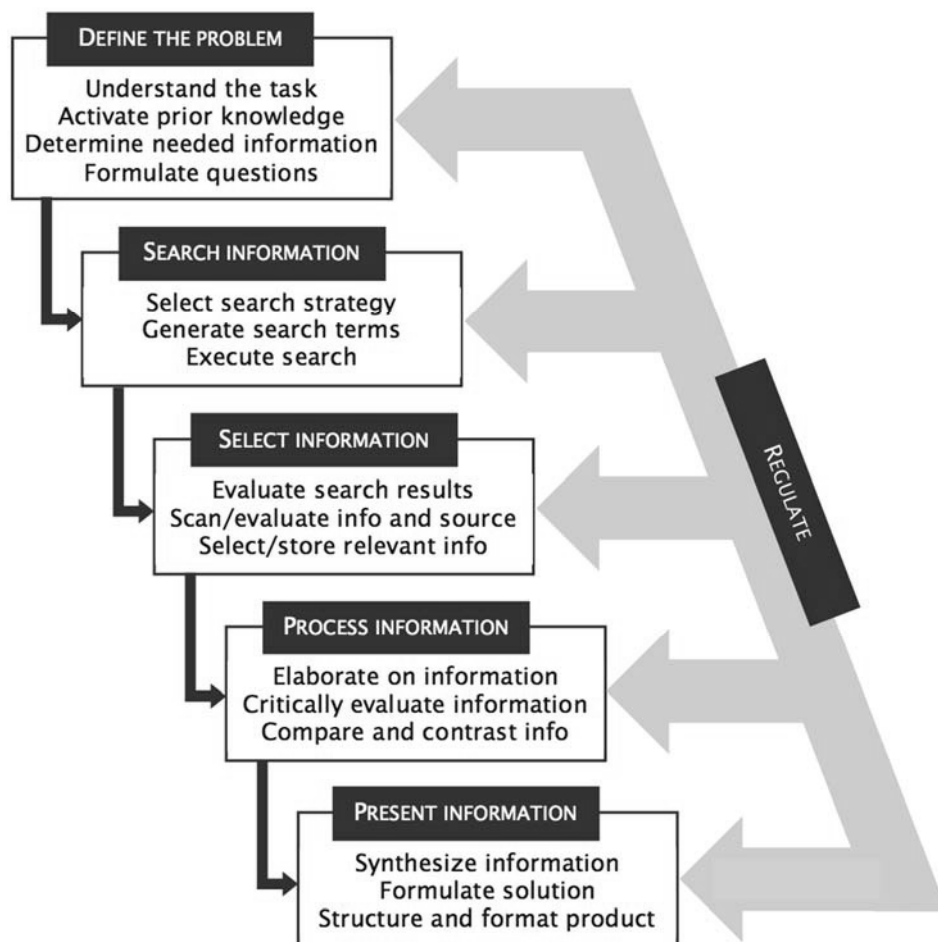 DEFINE THE PROBLEM
Understand the task
Activate prior knowledge
Determine needed information
Formulate questions
SEARCH INFORMATION
Select search strategy
Generate search terms
Execute search
SELECT INFORMATION
Evaluate search results
Scan/evaluate info and source
Select/store relevant info
REGULATE
PROCESS INFORMATION
Elaborate on information
Critically evaluate information
Compare and contrast info
PRESENT INFORMATION
Synthesize information
Formulate solution
Structure and format product